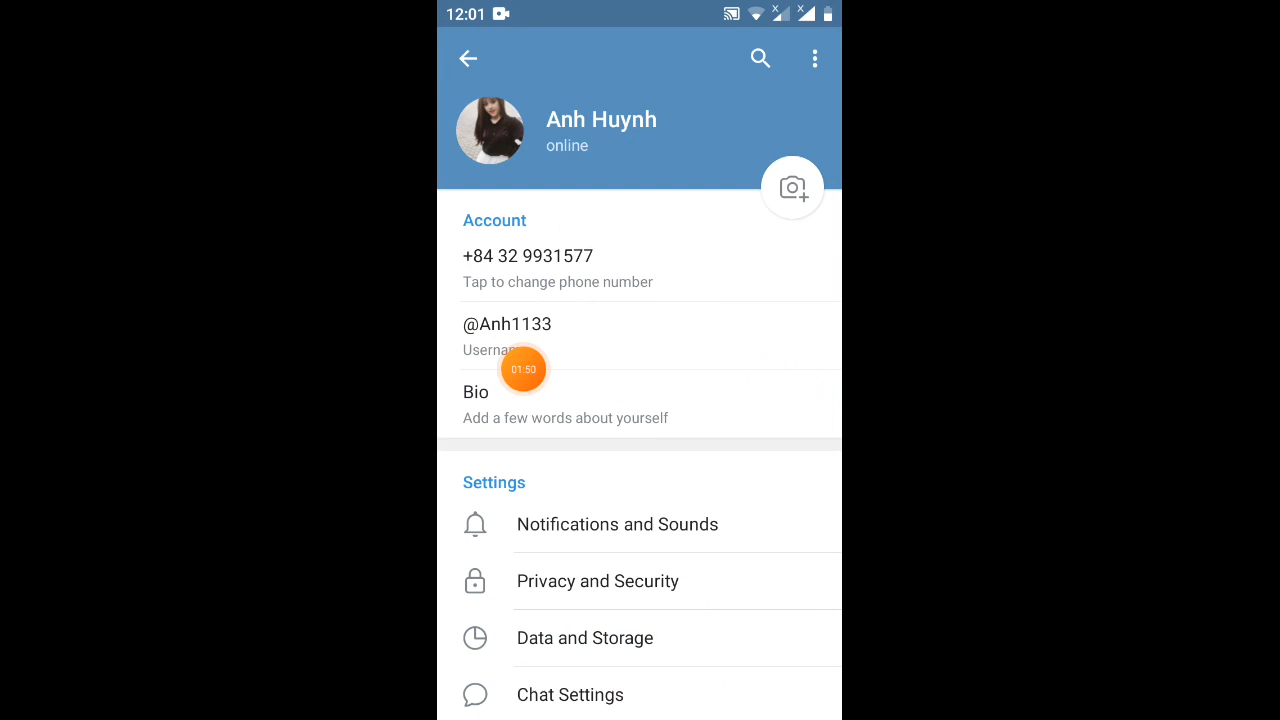 12:01
Anh Huynh
online
Account
+84 32 9931577
Tap to change phone number
@Anh1133
01:50
Bio
Add a few words about yourself
Settings
Notifications and Sounds
Privacy and Security
Data and Storage
Chat Settings